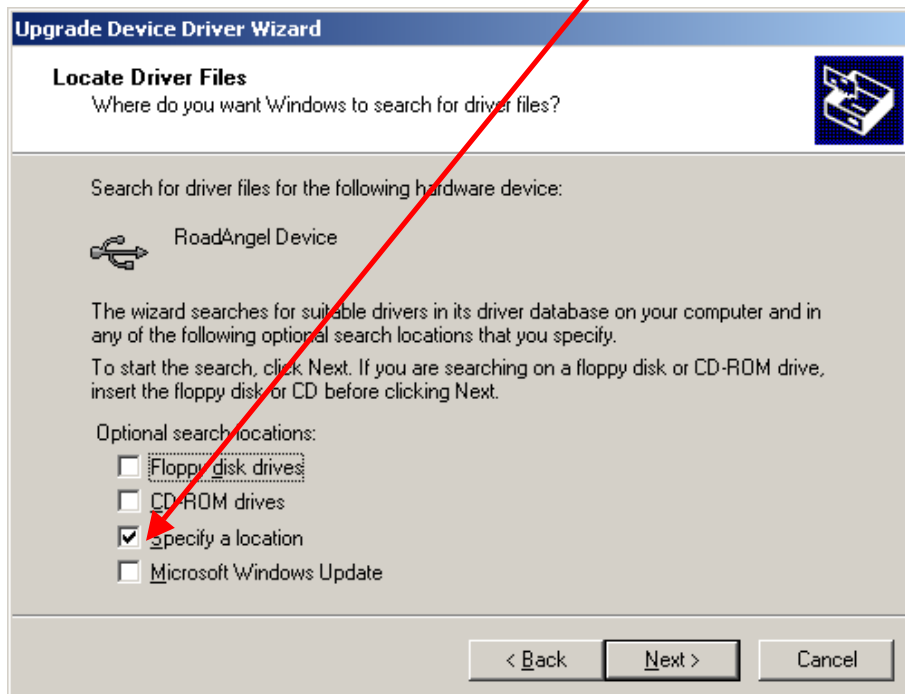 Upgrade Device Driver Wizard
Locate Driver Files
Where do you want Windows to search for driver files?
Search for driver files for the following hardware device:
RoadAngel Device
The wizard searches for suitable drivers in its driver database on your computer and in
any of the following optional search locations that you specify.
To start the search, click Next. If you are searching on a floppy disk or CD-ROM drive,
insert the floppy disk or CD before clicking Next.
Optional search locations:
Floppy disk drives
CD-ROM drives
Specify a location
Microsoft Windows Update
< Back
Next >
Cancel